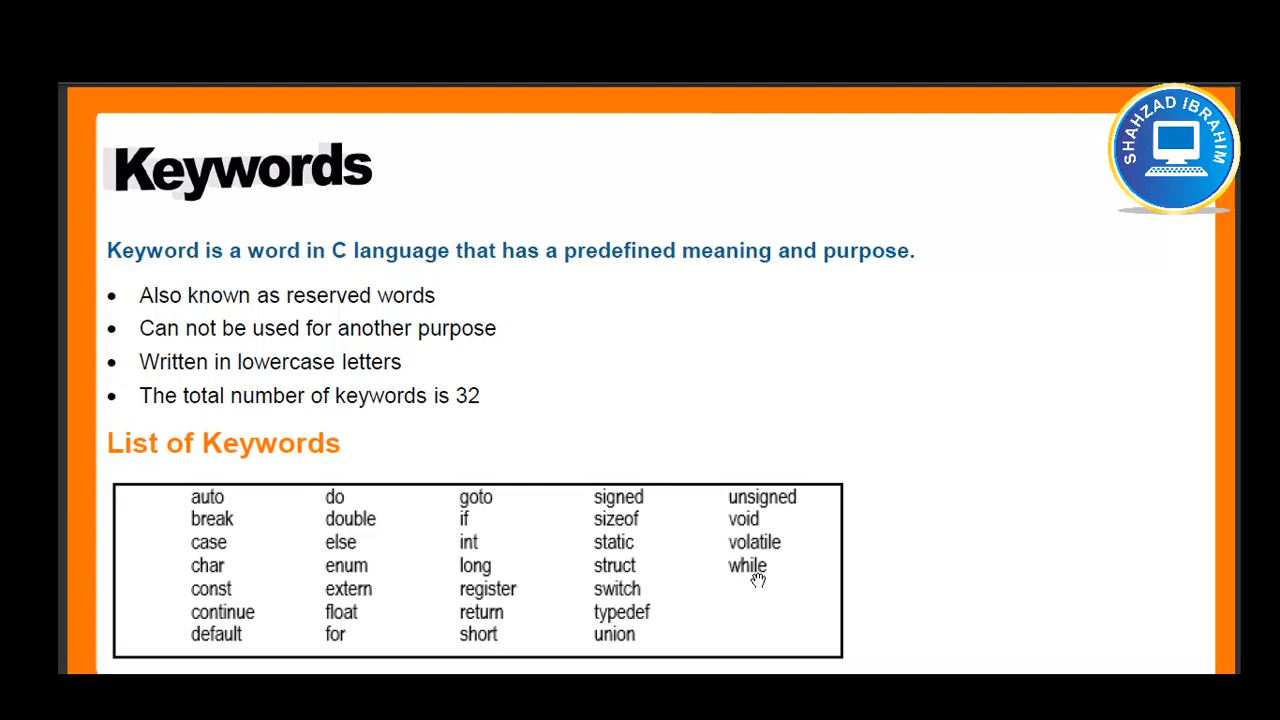 SHAHZAD IBRAHIM
Keywords
Keyword is a word in C language that has a predefined meaning and purpose.
• Also known as reserved words
• Can not be used for another purpose
• Written in lowercase letters
• The total number of keywords is 32
List of Keywords
auto do goto signed unsigned
break double if sizeof void
case else int static volatile
char enum long struct while
const extern register switch
continue float return typedef
default for short union